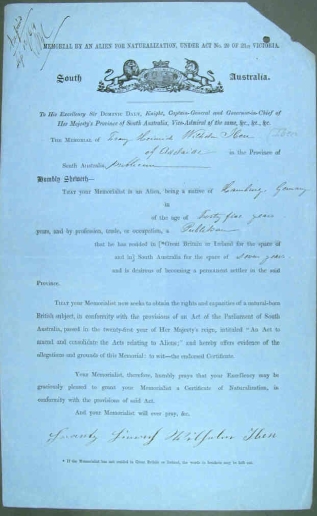 MEMORIAL BY AN ALIEN FOR NATURALIZATION, UNDER ACT No. 20 OF 21st VICTORIA.
South Australia.
To His Excellency Sir Dominic Daly, Knight, Captain-General and Governor-in-Chief of
Her Majesty's Province of South Australia, Vice-Admiral of the same, &c., &c., &c.
The Memorial of Heinrich Wilhelm
of Adelaide in the Province of
South Australia,
Humbly Sheweth—
That your Memorialist is an Alien, being a native of Hamburg Germany
is
of the age of forty five years
years, and by profession, trade, or occupation, a Publican
that he has resided in [*Great Britain or Ireland for the space of
and in] South Australia for the space of seven years
and is desirous of becoming a permanent settler in the said
Province.
That your Memorialist now seeks to obtain the rights and capacities of a natural-born
British subject, in conformity with the provisions of an Act of the Parliament of South
Australia, passed in the twenty-first year of Her Majesty's reign, intituled "An Act to
amend and consolidate the Acts relating to Aliens;" and hereby offers evidence of the
allegations and grounds of this Memorial: to wit—the endorsed Certificate.
Your Memorialist, therefore, humbly prays that your Excellency may be
graciously pleased to grant your Memorialist a Certificate of Naturalization, in
conformity with the provisions of said Act.
And your Memorialist will ever pray, &c.
Wilhelm
* If the Memorialist has not resided in Great Britain or Ireland, the words in brackets may be left out.